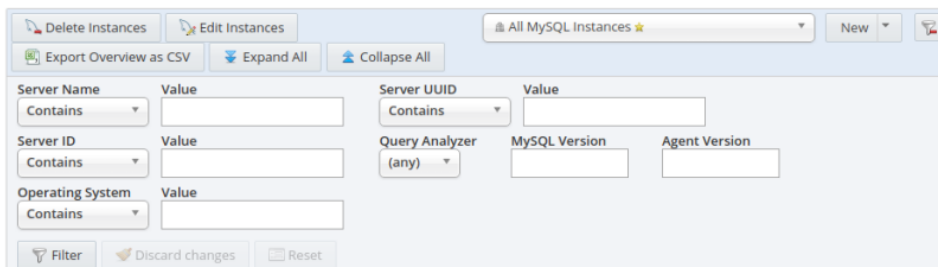 Delete Instances Edit Instances All MySQL Instances New
Export Overview as CSV Expand All Collapse All
Server Name Value Server UUID Value
Contains Contains
Server ID Value Query Analyzer MySQL Version Agent Version
Contains (any)
Operating System Value
Contains
Filter Discard changes Reset